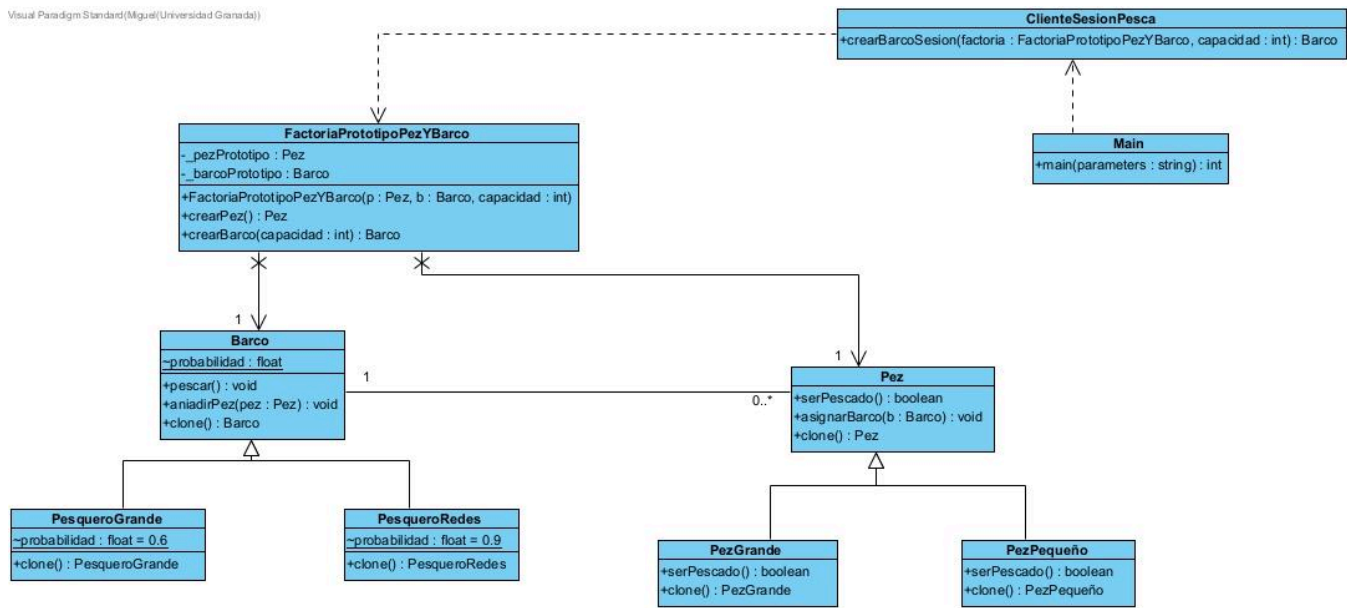 Visual Paradigm Standard(Miguel(Universidad Granada))
ClienteSesionPesca
+crearBarcoSesion(factoria : FactoriaPrototipoPezYBarco, capacidad : int) : Barco
FactoriaPrototipoPezYBarco
-_pezPrototipo : Pez
-_barcoPrototipo : Barco
+FactoriaPrototipoPezYBarco(p : Pez, b : Barco, capacidad : int)
+crearPez() : Pez
+crearBarco(capacidad : int) : Barco
Main
+main(parameters : string) : int
1
Barco
~probabilidad : float
+pescar() : void
+aniadirPez(pez : Pez) : void
+clone() : Barco
1
0..*
1
Pez
+serPescado() : boolean
+asignarBarco(b : Barco) : void
+clone() : Pez
PesqueroGrande
~probabilidad : float = 0.6
+clone() : PesqueroGrande
PesqueroRedes
~probabilidad : float = 0.9
+clone() : PesqueroRedes
PezGrande
+serPescado() : boolean
+clone() : PezGrande
PezPequeño
+serPescado() : boolean
+clone() : PezPequeño